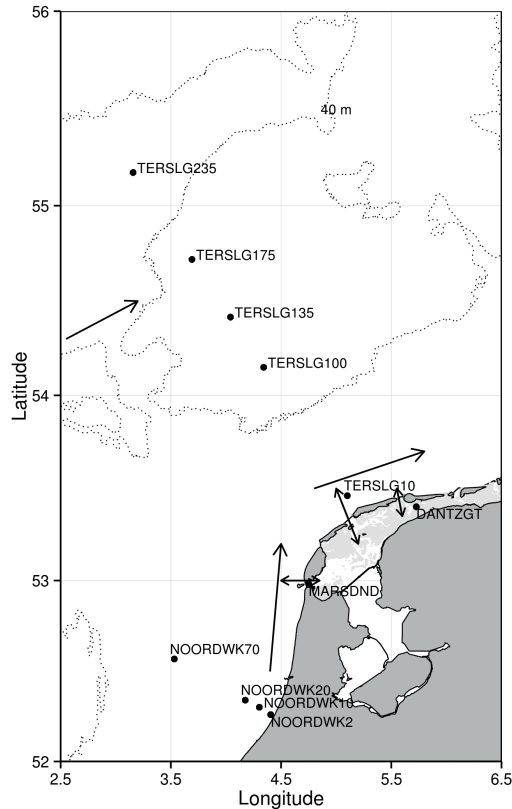 56
40 m
TERSLG235
55
TERSLG175
TERSLG135
TERSLG100
Latitude
54
TERSLG10
DANTZGT
53
MARSDND
NOORDWK70
NOORDWK20
NOORDWK10
NOORDWK2
52
2.5 3.5 4.5 5.5 6.5
Longitude